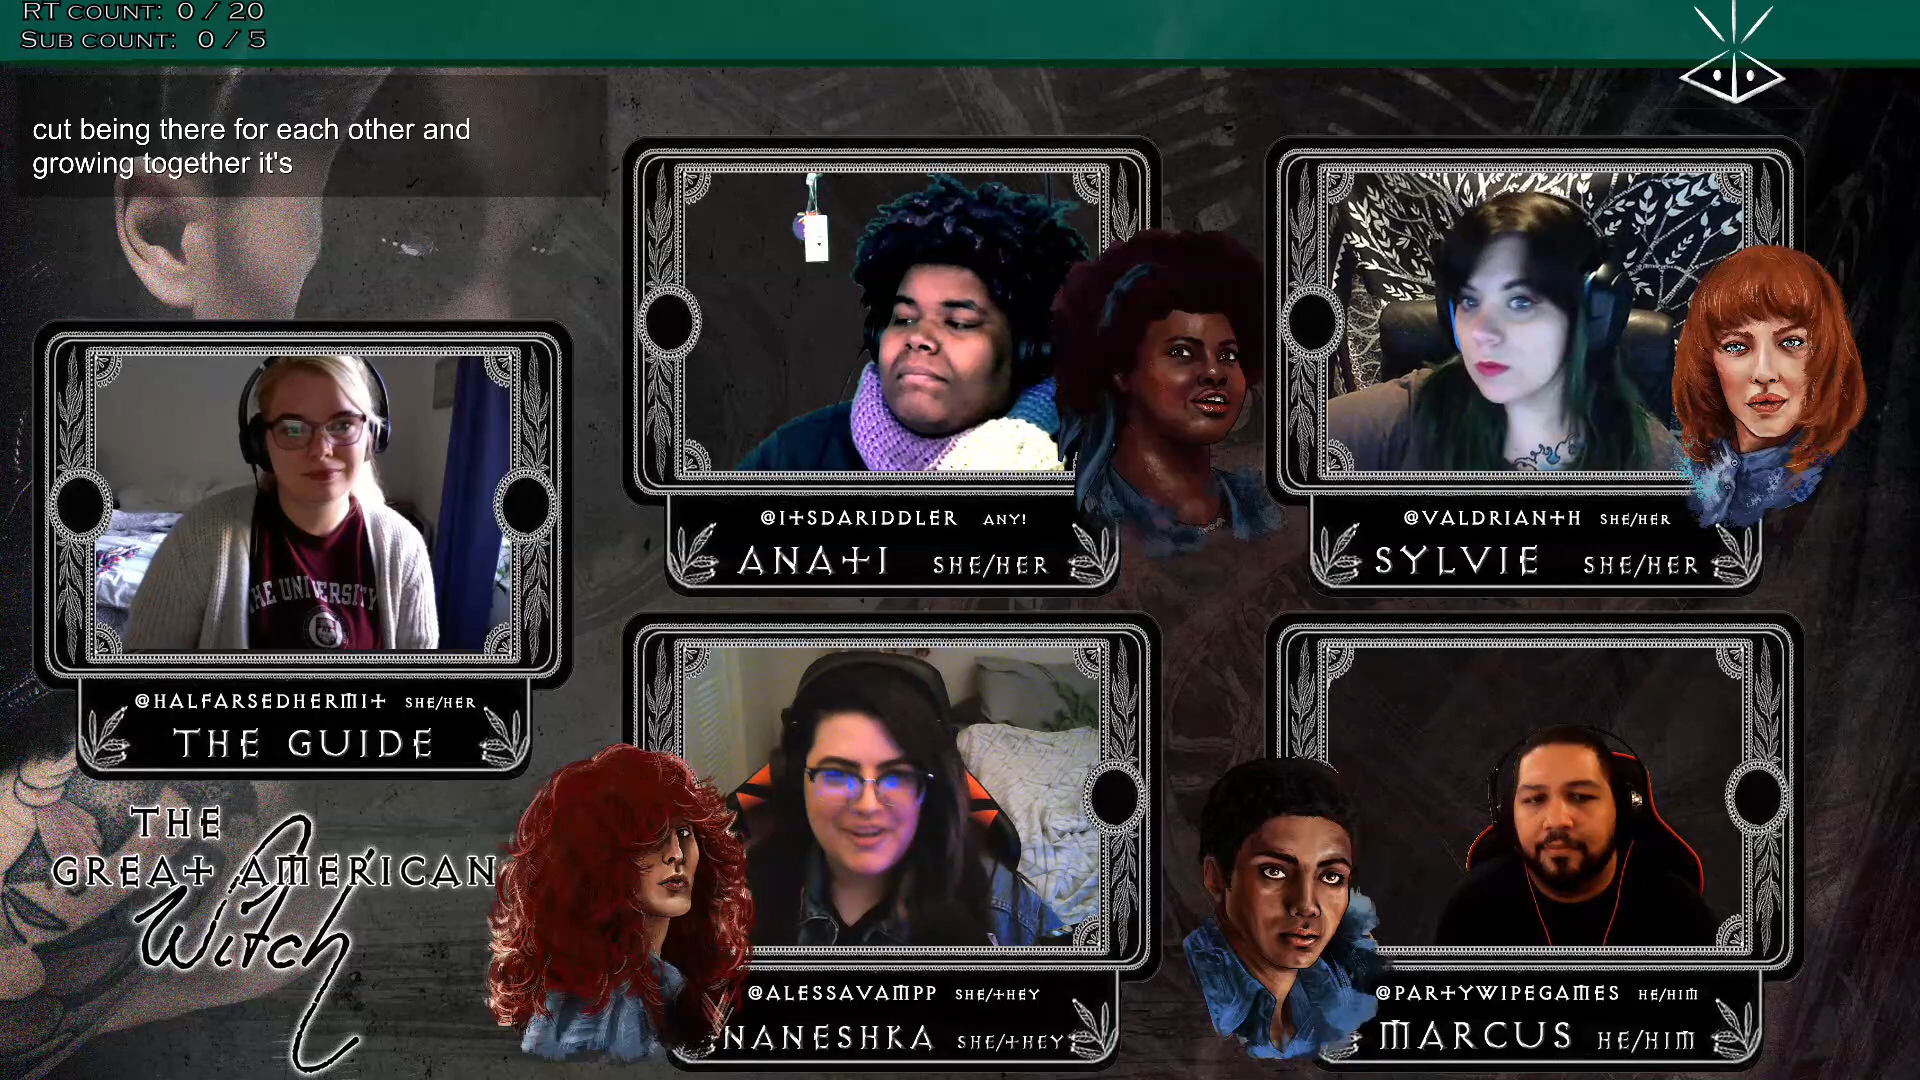 RT COUNT: 0 / 20
SUB COUNT: 0 / 5
cut being there for each other and
growing together it's
@ITSDARIDDLER ANY!
ANATI SHE/HER
@VALDRIANTH SHE/HER
SYLVIE SHE/HER
THE UNIVERSITY
@HALFARSEDHERMIT SHE/HER
THE GUIDE
THE
GREAT AMERICAN
Witch
@ALESSAVAMPP SHE/THEY
NANESHKA SHE/THEY
@PARTYWIPEGAMES HE/HIM
MARCUS HE/HIM